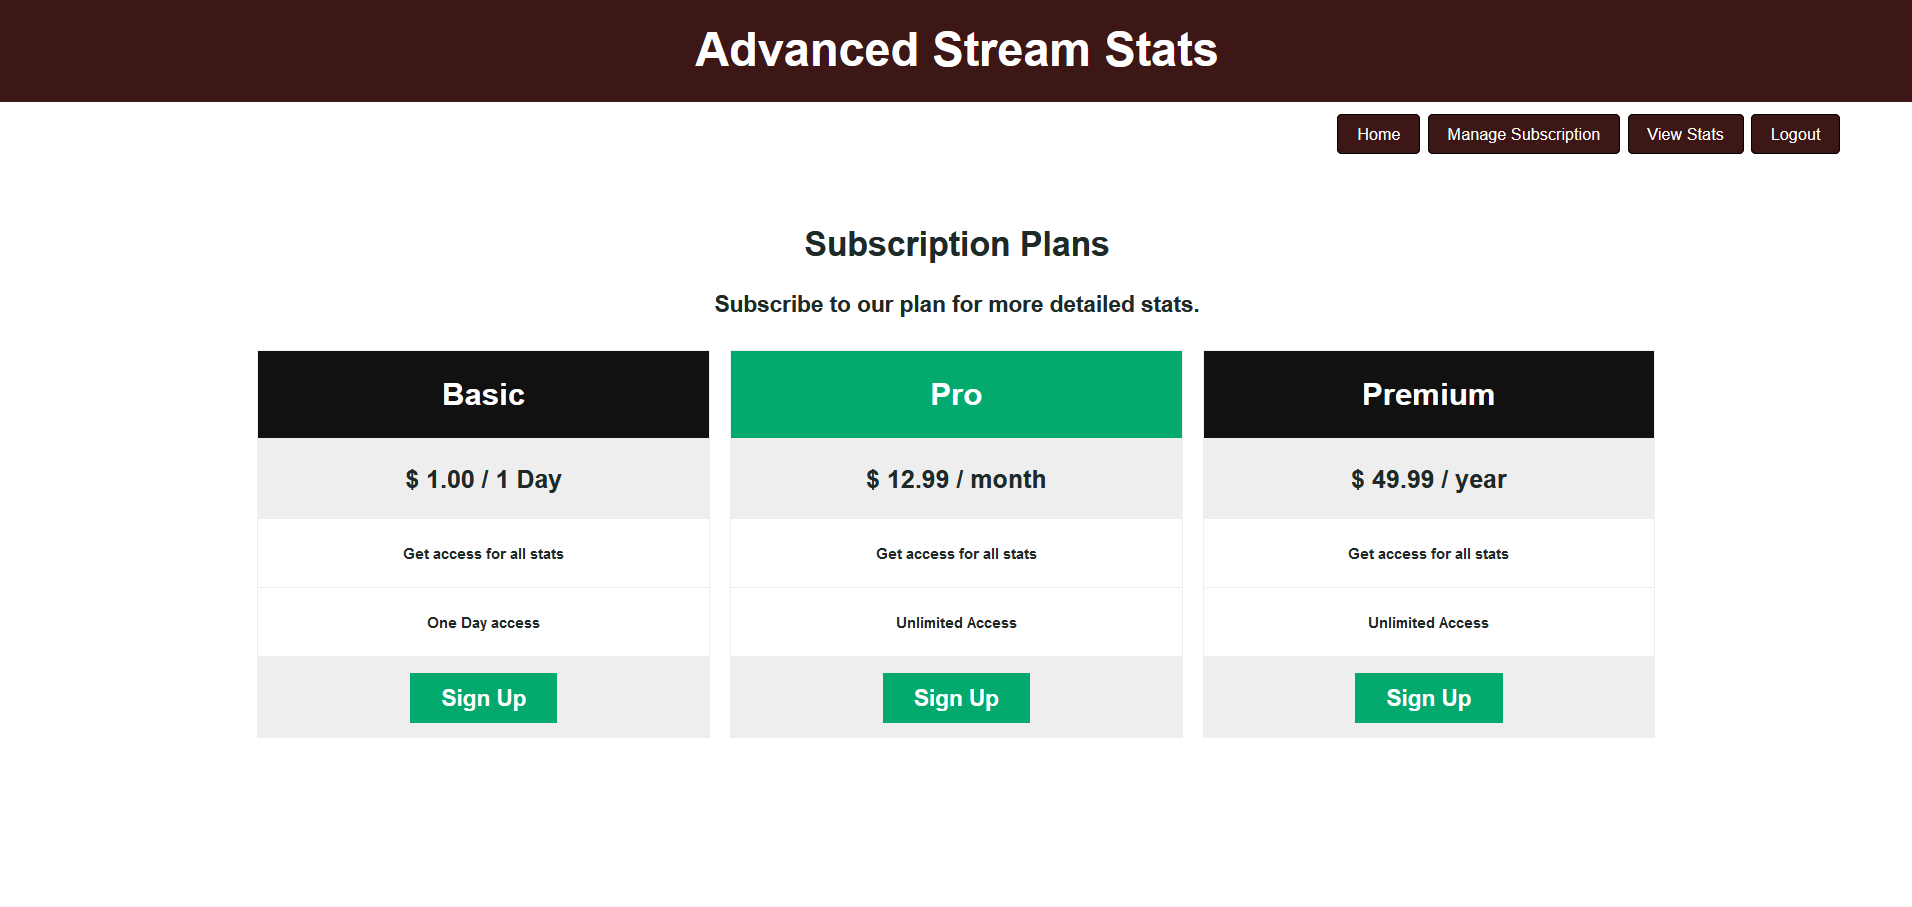 Advanced Stream Stats
Home Manage Subscription View Stats Logout
Subscription Plans
Subscribe to our plan for more detailed stats.
Basic
$ 1.00 / 1 Day
Get access for all stats
One Day access
Sign Up
Pro
$ 12.99 / month
Get access for all stats
Unlimited Access
Sign Up
Premium
$ 49.99 / year
Get access for all stats
Unlimited Access
Sign Up